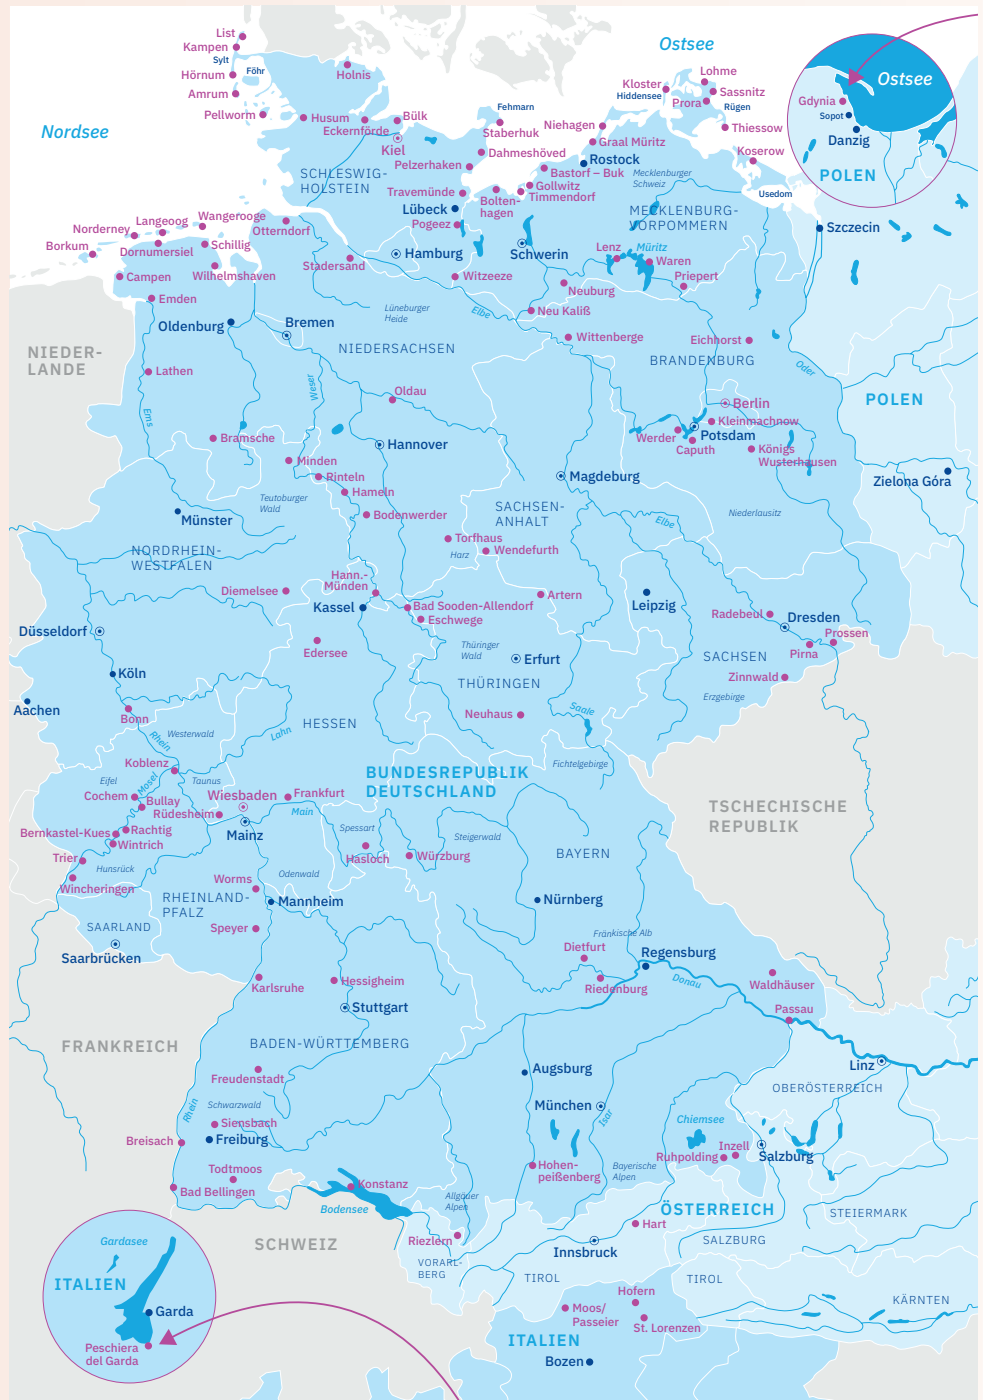 List
Kampen
Sylt
Föhr
Hörnum
Amrum
Pellworm
Holnis
Husum
Eckernförde
Bülk
Kiel
Nordsee
Ostsee
Fehmarn
Staberhuk
Dahmeshöved
Pelzerhaken
Travemünde
Lübeck
Pogeez
Bolten-
hagen
Niehagen
Graal Müritz
Rostock
Bastorf – Buk
Gollwitz
Timmendorf
Kloster
Hiddensee
Lohme
Sassnitz
Prora
Rügen
Thiessow
Koserow
Usedom
Ostsee
Gdynia
Sopot
Danzig
POLEN
SCHLESWIG-
HOLSTEIN
Mecklenburger
Schweiz
MECKLENBURG-
VORPOMMERN
Szczecin
Borkum
Norderney
Langeoog
Wangerooge
Dornumersiel
Schillig
Otterndorf
Campen
Wilhelmshaven
Emden
Stadersand
Hamburg
Schwerin
Witzeeze
Lenz
Müritz
Waren
Priepert
Neuburg
Neu Kaliß
Lüneburger
Heide
Elbe
Oldenburg
Bremen
NIEDERSACHSEN
Wittenberge
Eichhorst
BRANDENBURG
Oder
NIEDER-
LANDE
Lathen
Ems
Weser
Oldau
Bramsche
Hannover
Berlin
Kleinmachnow
Werder
Potsdam
Caputh
Königs
Wusterhausen
POLEN
Zielona Góra
Minden
Rinteln
Hameln
Bodenwerder
Teutoburger
Wald
Münster
Magdeburg
SACHSEN-
ANHALT
Elbe
Niederlausitz
Torfhaus
Harz
Wendefurth
NORDRHEIN-
WESTFALEN
Diemelsee
Hann.-
Münden
Kassel
Bad Sooden-Allendorf
Eschwege
Artern
Leipzig
Radebeul
Dresden
Prossen
Pirna
SACHSEN
Zinnwald
Erzgebirge
Düsseldorf
Köln
Aachen
Bonn
Edersee
Thüringer
Wald
Erfurt
THÜRINGEN
Neuhaus
Saale
Rhein
Westerwald
Lahn
HESSEN
Fichtelgebirge
BUNDESREPUBLIK
DEUTSCHLAND
TSCHECHISCHE
REPUBLIK
Koblenz
Eifel
Mosel
Taunus
Cochem
Bullay
Rüdesheim
Wiesbaden
Frankfurt
Main
Mainz
Bernkastel-Kues
Rachtig
Wintrich
Trier
Hunsrück
Wincheringen
Spessart
Hasloch
Würzburg
Steigerwald
BAYERN
Odenwald
Worms
RHEINLAND-
PFALZ
Mannheim
Nürnberg
SAARLAND
Saarbrücken
Speyer
Fränkische Alb
Dietfurt
Regensburg
Riedenburg
Donau
Waldhäuser
Passau
Karlsruhe
Hessigheim
Stuttgart
FRANKREICH
BADEN-WÜRTTEMBERG
Freudenstadt
Augsburg
München
Isar
Linz
OBERÖSTERREICH
Rhein
Schwarzwald
Siensbach
Freiburg
Breisach
Todtmoos
Bad Bellingen
Konstanz
Bodensee
Chiemsee
Inzell
Ruhpolding
Salzburg
Hohen-
peißenberg
Bayerische
Alpen
Allgäuer
Alpen
ÖSTERREICH
STEIERMARK
Riezlern
Hart
SALZBURG
Innsbruck
SCHWEIZ
VORARL-
BERG
TIROL
TIROL
KÄRNTEN
Hofern
Moos/
Passeier
St. Lorenzen
ITALIEN
Bozen
Gardasee
ITALIEN
Garda
Peschiera
del Garda